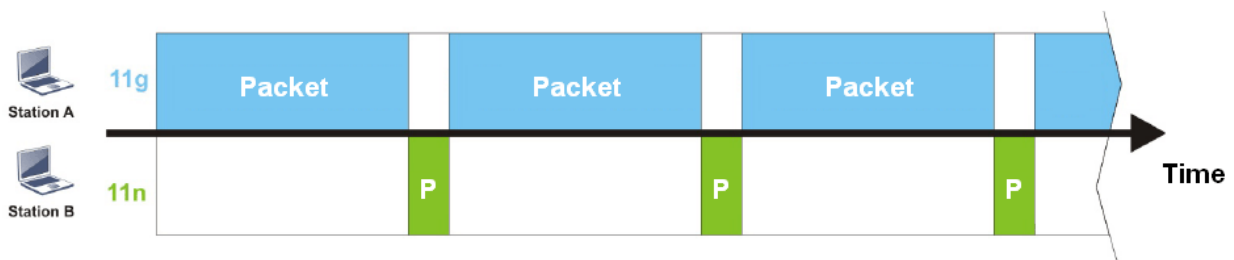 11g
Packet
Packet
Packet
Station A
11n
P
P
P
Time
Station B